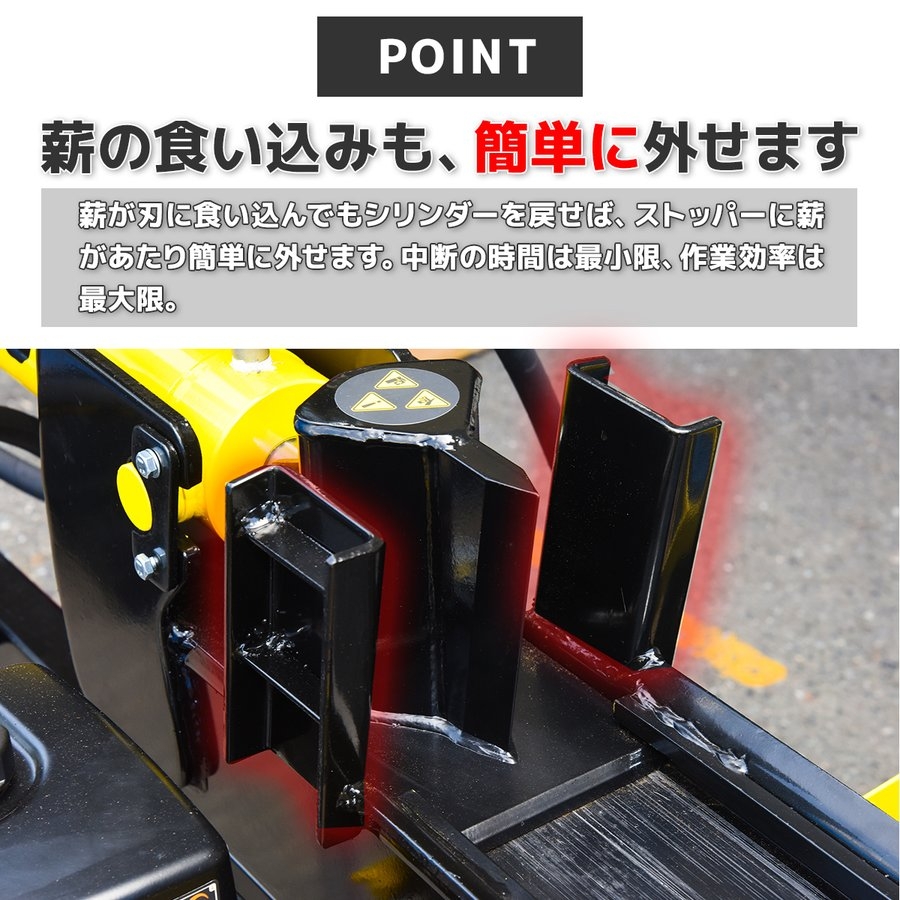 POINT
薪の食い込みも、簡単に外せます
薪が刃に食い込んでもシリンダーを戻せば、ストッパーに薪
があたり簡単に外せます。中断の時間は最小限、作業効率は
最大限。